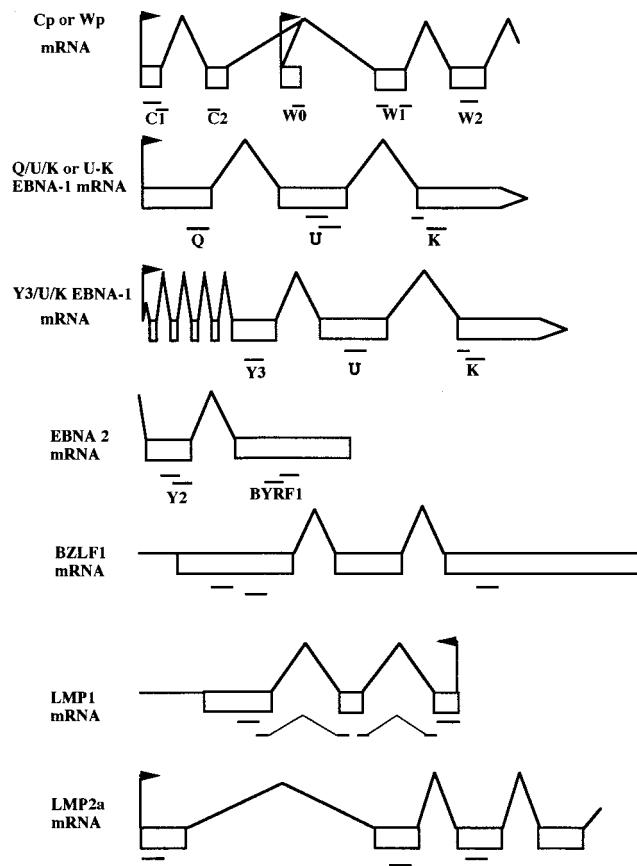 Cp or Wp
mRNA
C1 C2 W0 W1 W2
Q/U/K or U-K
EBNA-1 mRNA
Q U K
Y3/U/K EBNA-1
mRNA
Y3 U K
EBNA 2
mRNA
Y2 BYRF1
BZLF1
mRNA
LMP1
mRNA
LMP2a
mRNA